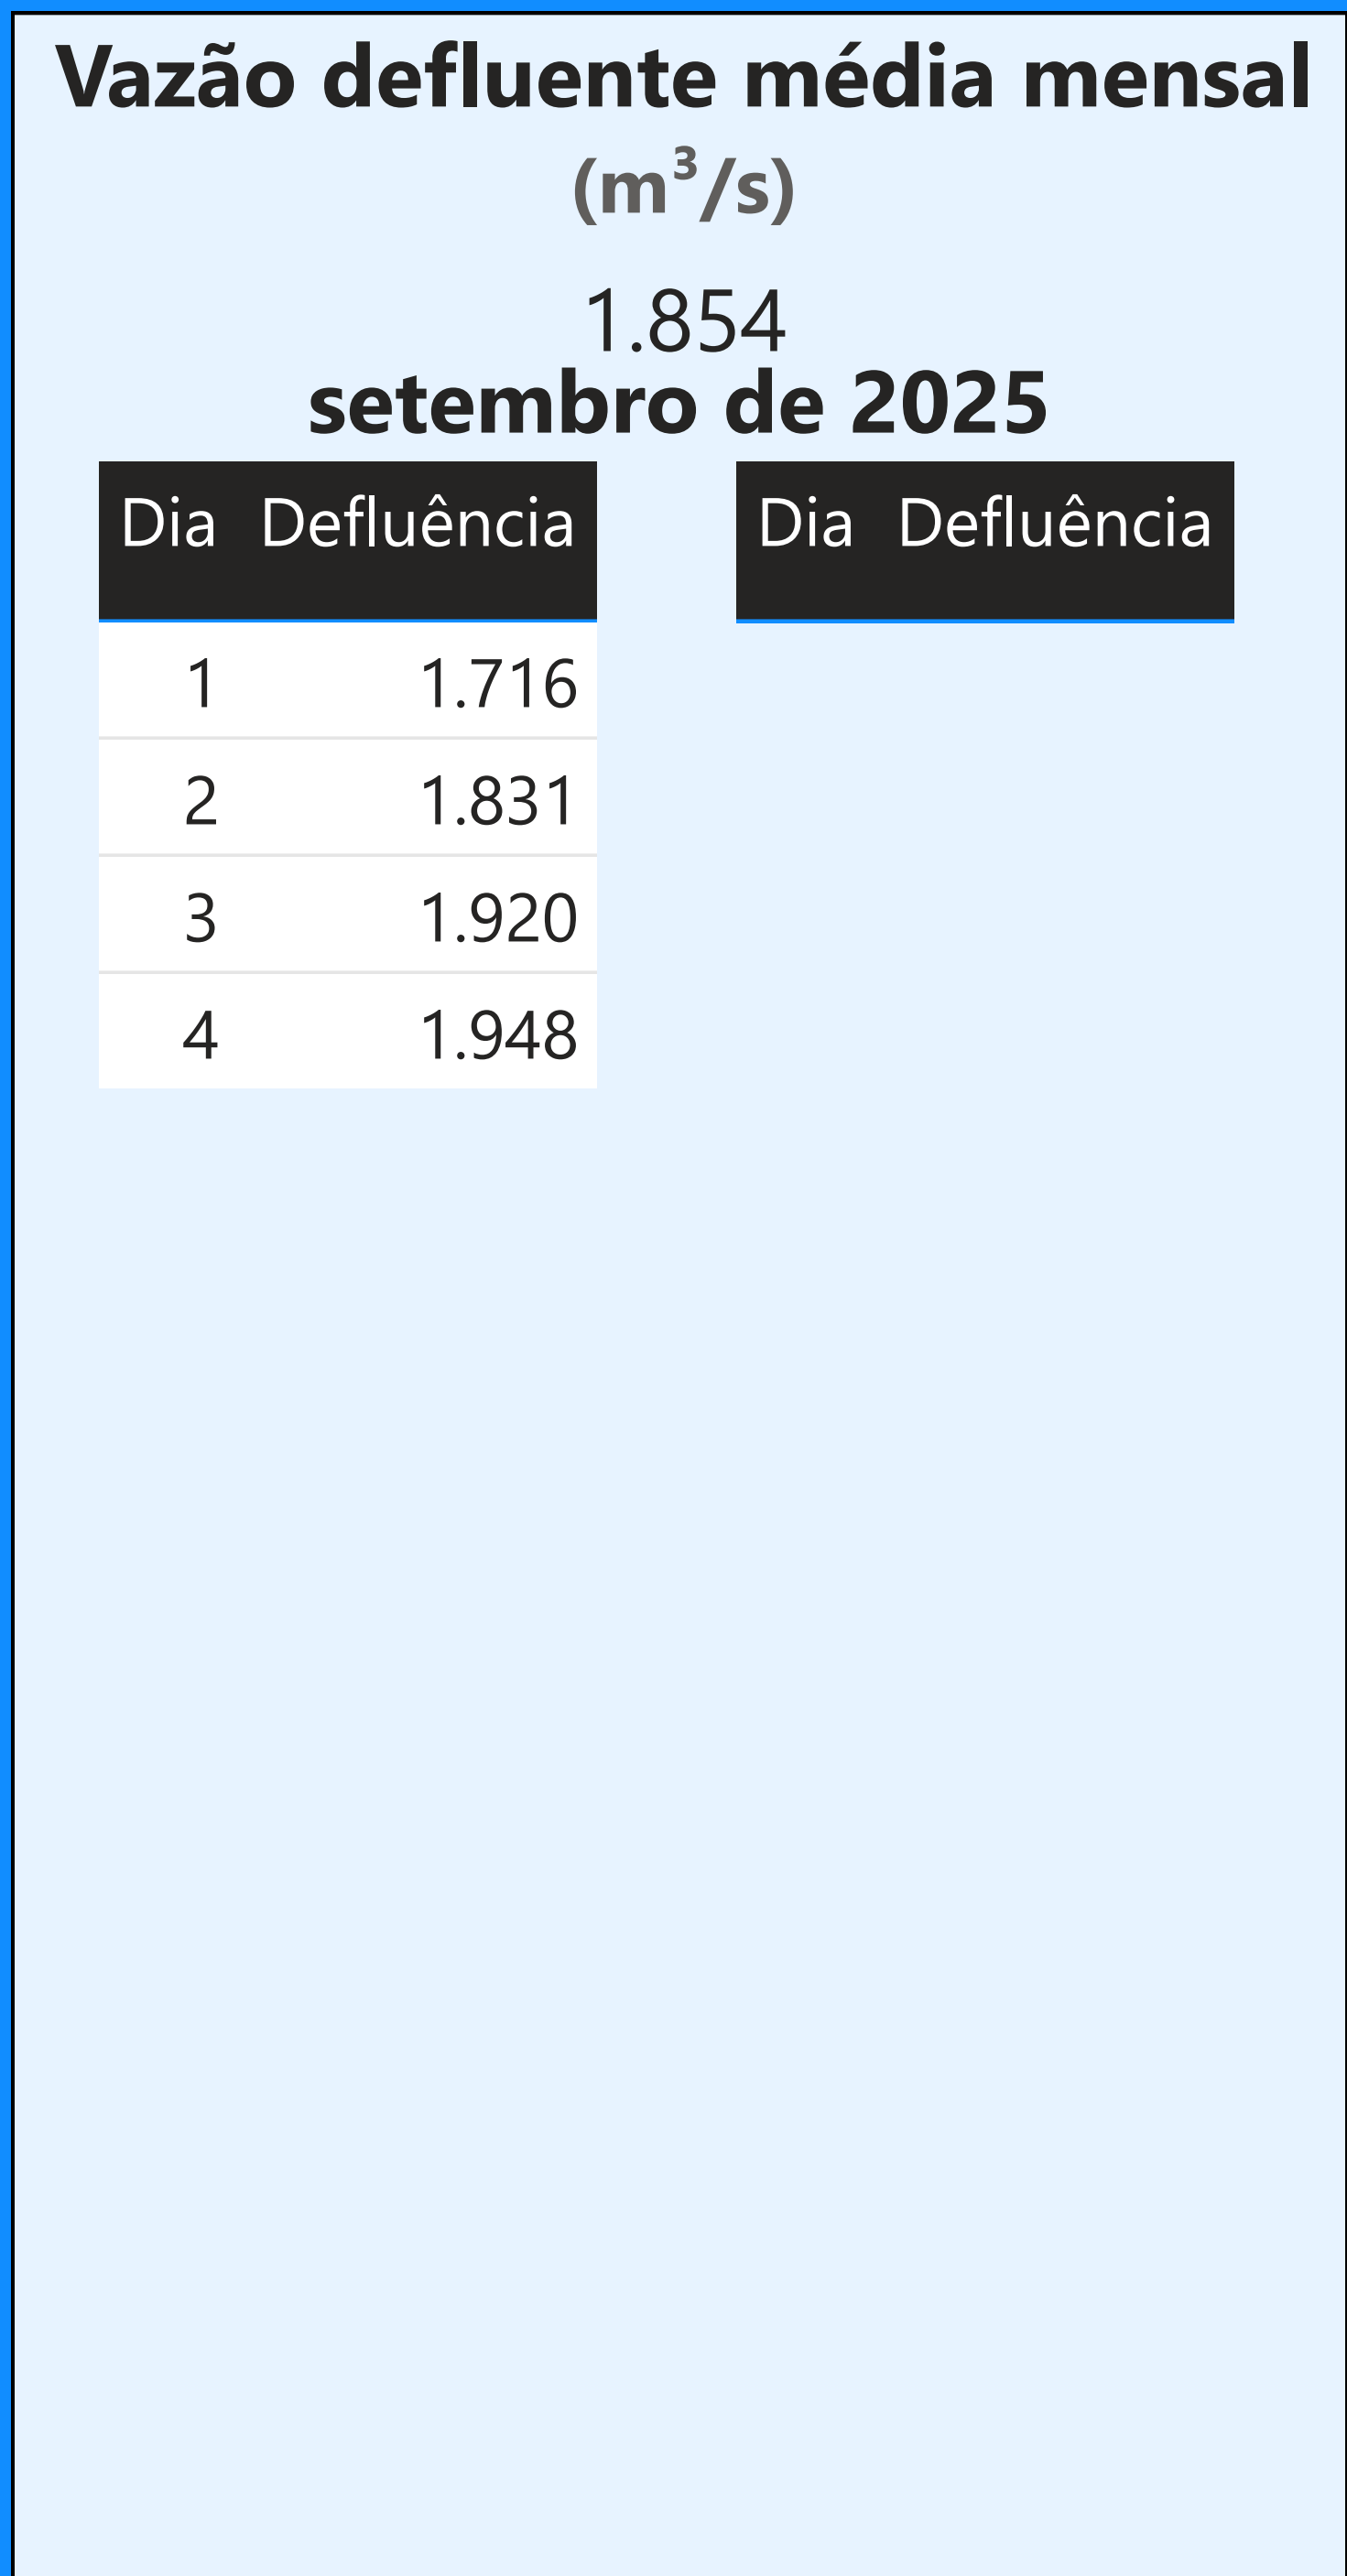 Vazão defluente média mensal
(m³/s)
1.854
setembro de 2025
Dia Defluência
1 1.716
2 1.831
3 1.920
4 1.948
Dia Defluência